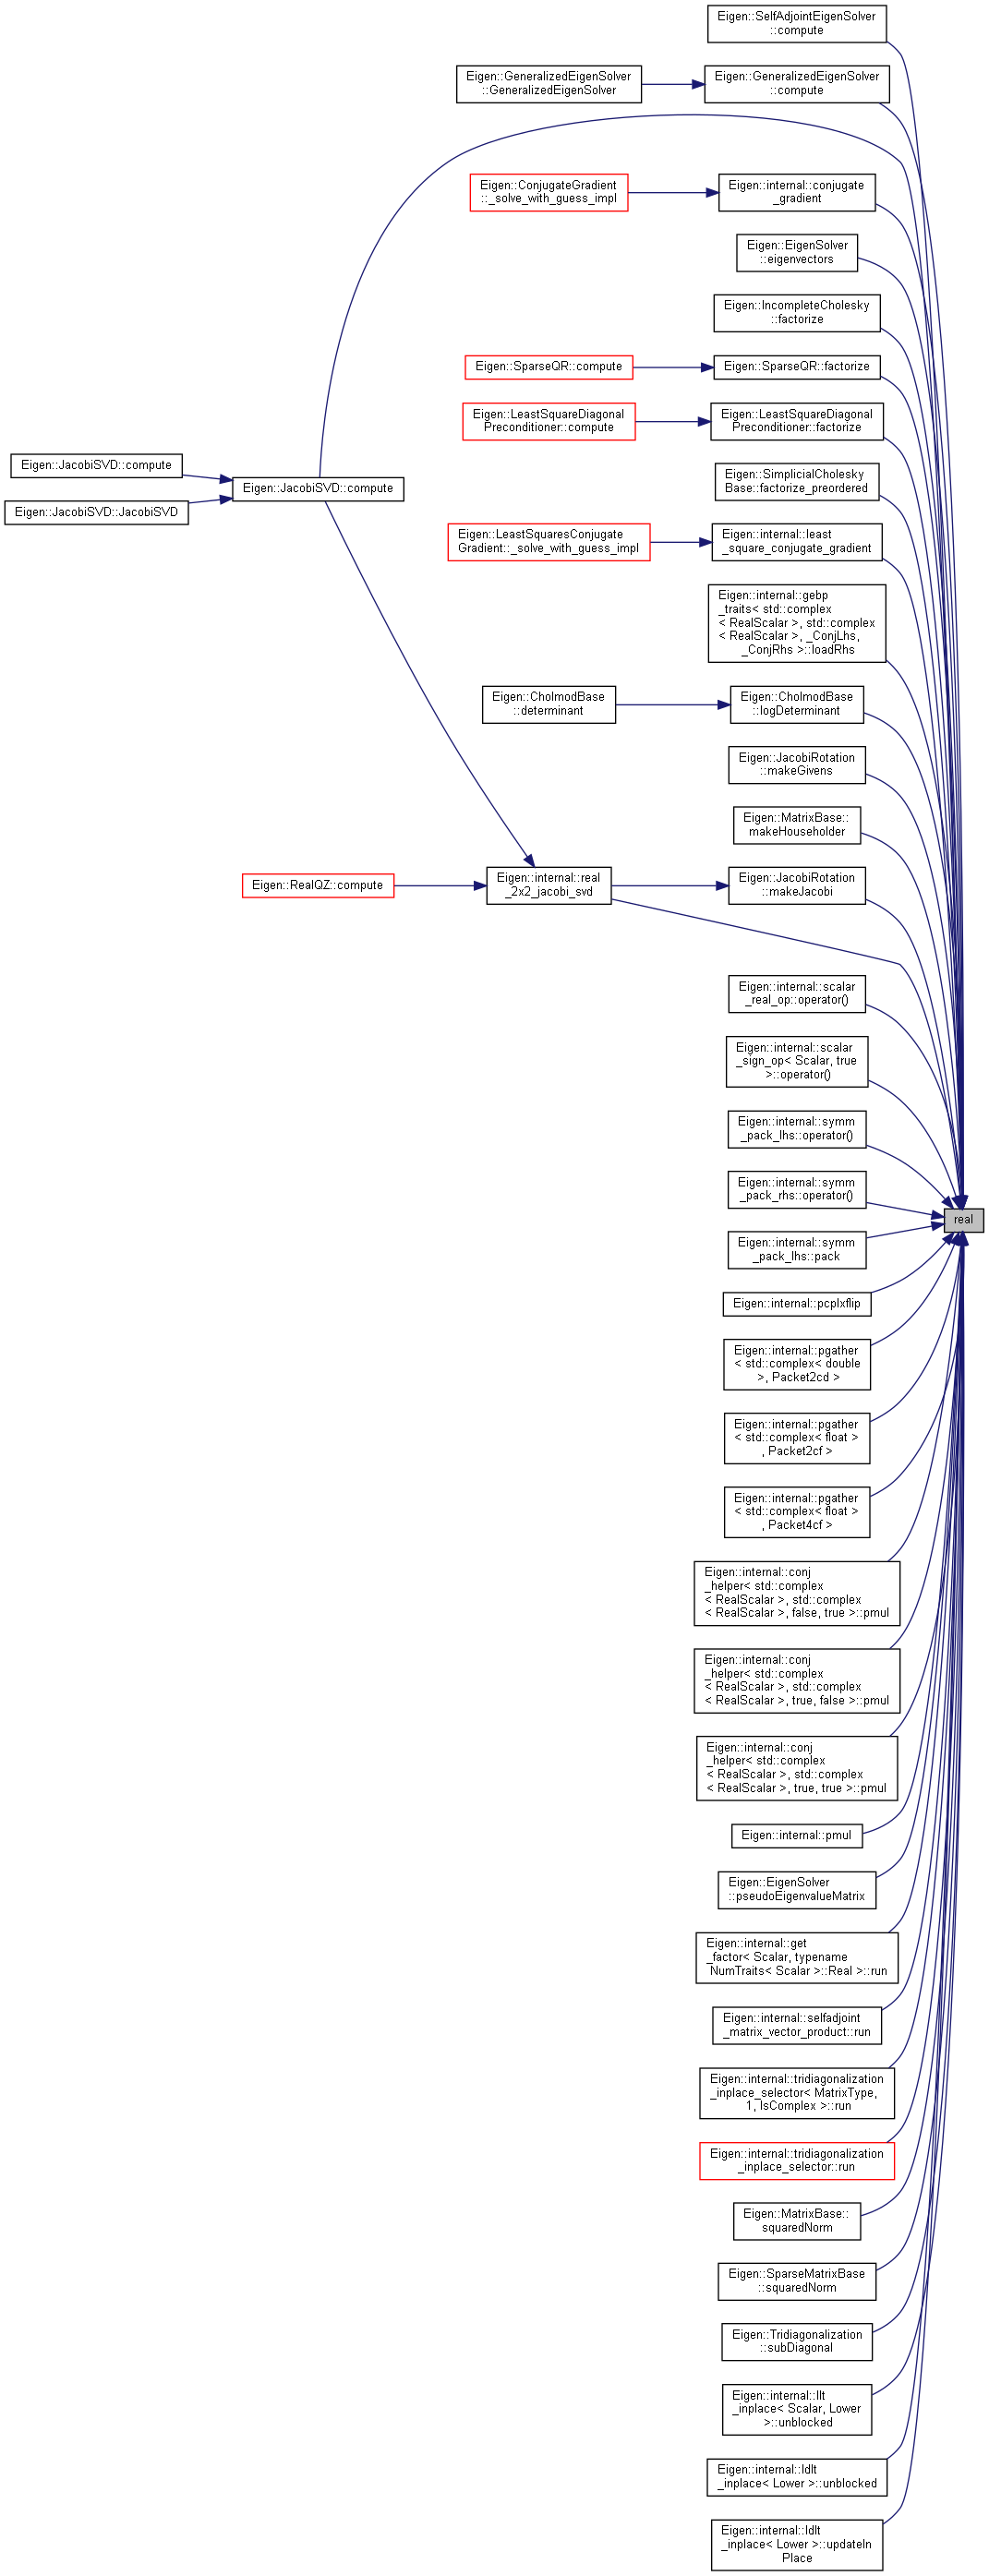 Eigen::SelfAdjointEigenSolver
::compute
Eigen::GeneralizedEigenSolver
::GeneralizedEigenSolver
Eigen::GeneralizedEigenSolver
::compute
Eigen::ConjugateGradient
::_solve_with_guess_impl
Eigen::internal::conjugate
_gradient
Eigen::EigenSolver
::eigenvectors
Eigen::IncompleteCholesky
::factorize
Eigen::SparseQR::compute
Eigen::SparseQR::factorize
Eigen::LeastSquareDiagonal
Preconditioner::compute
Eigen::LeastSquareDiagonal
Preconditioner::factorize
Eigen::JacobiSVD::compute
Eigen::JacobiSVD::JacobiSVD
Eigen::JacobiSVD::compute
Eigen::SimplicialCholesky
Base::factorize_preordered
Eigen::LeastSquaresConjugate
Gradient::_solve_with_guess_impl
Eigen::internal::least
_square_conjugate_gradient
Eigen::internal::gebp
_traits< std::complex
< RealScalar >, std::complex
< RealScalar >, _ConjLhs,
_ConjRhs >::loadRhs
Eigen::CholmodBase
::determinant
Eigen::CholmodBase
::logDeterminant
Eigen::JacobiRotation
::makeGivens
Eigen::MatrixBase::
makeHouseholder
Eigen::RealQZ::compute
Eigen::internal::real
_2x2_jacobi_svd
Eigen::JacobiRotation
::makeJacobi
Eigen::internal::scalar
_real_op::operator()
Eigen::internal::scalar
_sign_op< Scalar, true
>::operator()
Eigen::internal::symm
_pack_lhs::operator()
Eigen::internal::symm
_pack_rhs::operator()
real
Eigen::internal::symm
_pack_lhs::pack
Eigen::internal::pcplxflip
Eigen::internal::pgather
< std::complex< double
>, Packet2cd >
Eigen::internal::pgather
< std::complex< float >
, Packet2cf >
Eigen::internal::pgather
< std::complex< float >
, Packet4cf >
Eigen::internal::conj
_helper< std::complex
< RealScalar >, std::complex
< RealScalar >, false, true >::pmul
Eigen::internal::conj
_helper< std::complex
< RealScalar >, std::complex
< RealScalar >, true, false >::pmul
Eigen::internal::conj
_helper< std::complex
< RealScalar >, std::complex
< RealScalar >, true, true >::pmul
Eigen::internal::pmul
Eigen::EigenSolver
::pseudoEigenvalueMatrix
Eigen::internal::get
_factor< Scalar, typename
NumTraits< Scalar >::Real >::run
Eigen::internal::selfadjoint
_matrix_vector_product::run
Eigen::internal::tridiagonalization
_inplace_selector< MatrixType,
1, IsComplex >::run
Eigen::internal::tridiagonalization
_inplace_selector::run
Eigen::MatrixBase::
squaredNorm
Eigen::SparseMatrixBase
::squaredNorm
Eigen::Tridiagonalization
::subDiagonal
Eigen::internal::llt
_inplace< Scalar, Lower
>::unblocked
Eigen::internal::ldlt
_inplace< Lower >::unblocked
Eigen::internal::ldlt
_inplace< Lower >::updateIn
Place